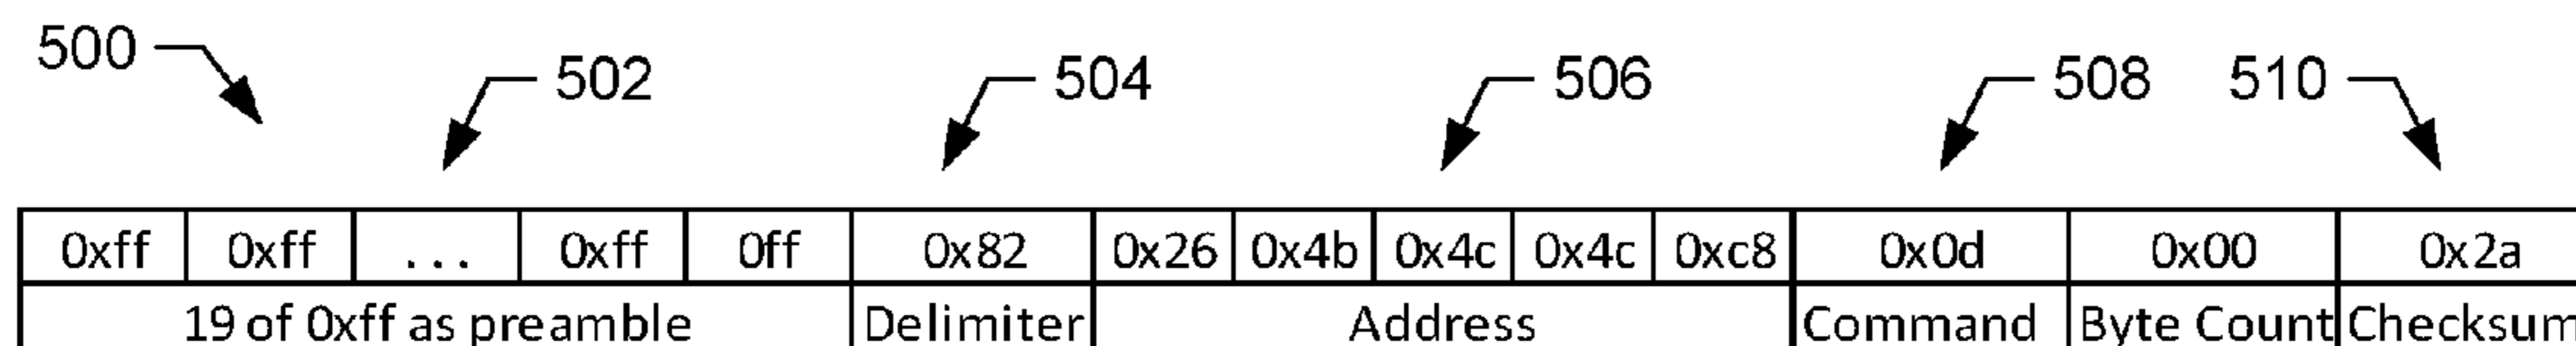 500 502 504 506 508 510
0xff 0xff ... 0xff 0ff 0x82 0x26 0x4b 0x4c 0x4c 0xc8 0x0d 0x00 0x2a
19 of 0xff as preamble Delimiter Address Command Byte Count Checksum